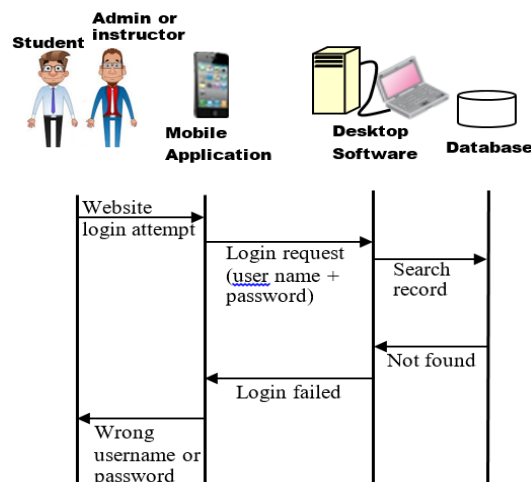 Student
Admin or
instructor
Mobile
Application
Desktop
Software
Database
Website
login attempt
Login request
(user name +
password)
Search
record
Not found
Login failed
Wrong
username or
password